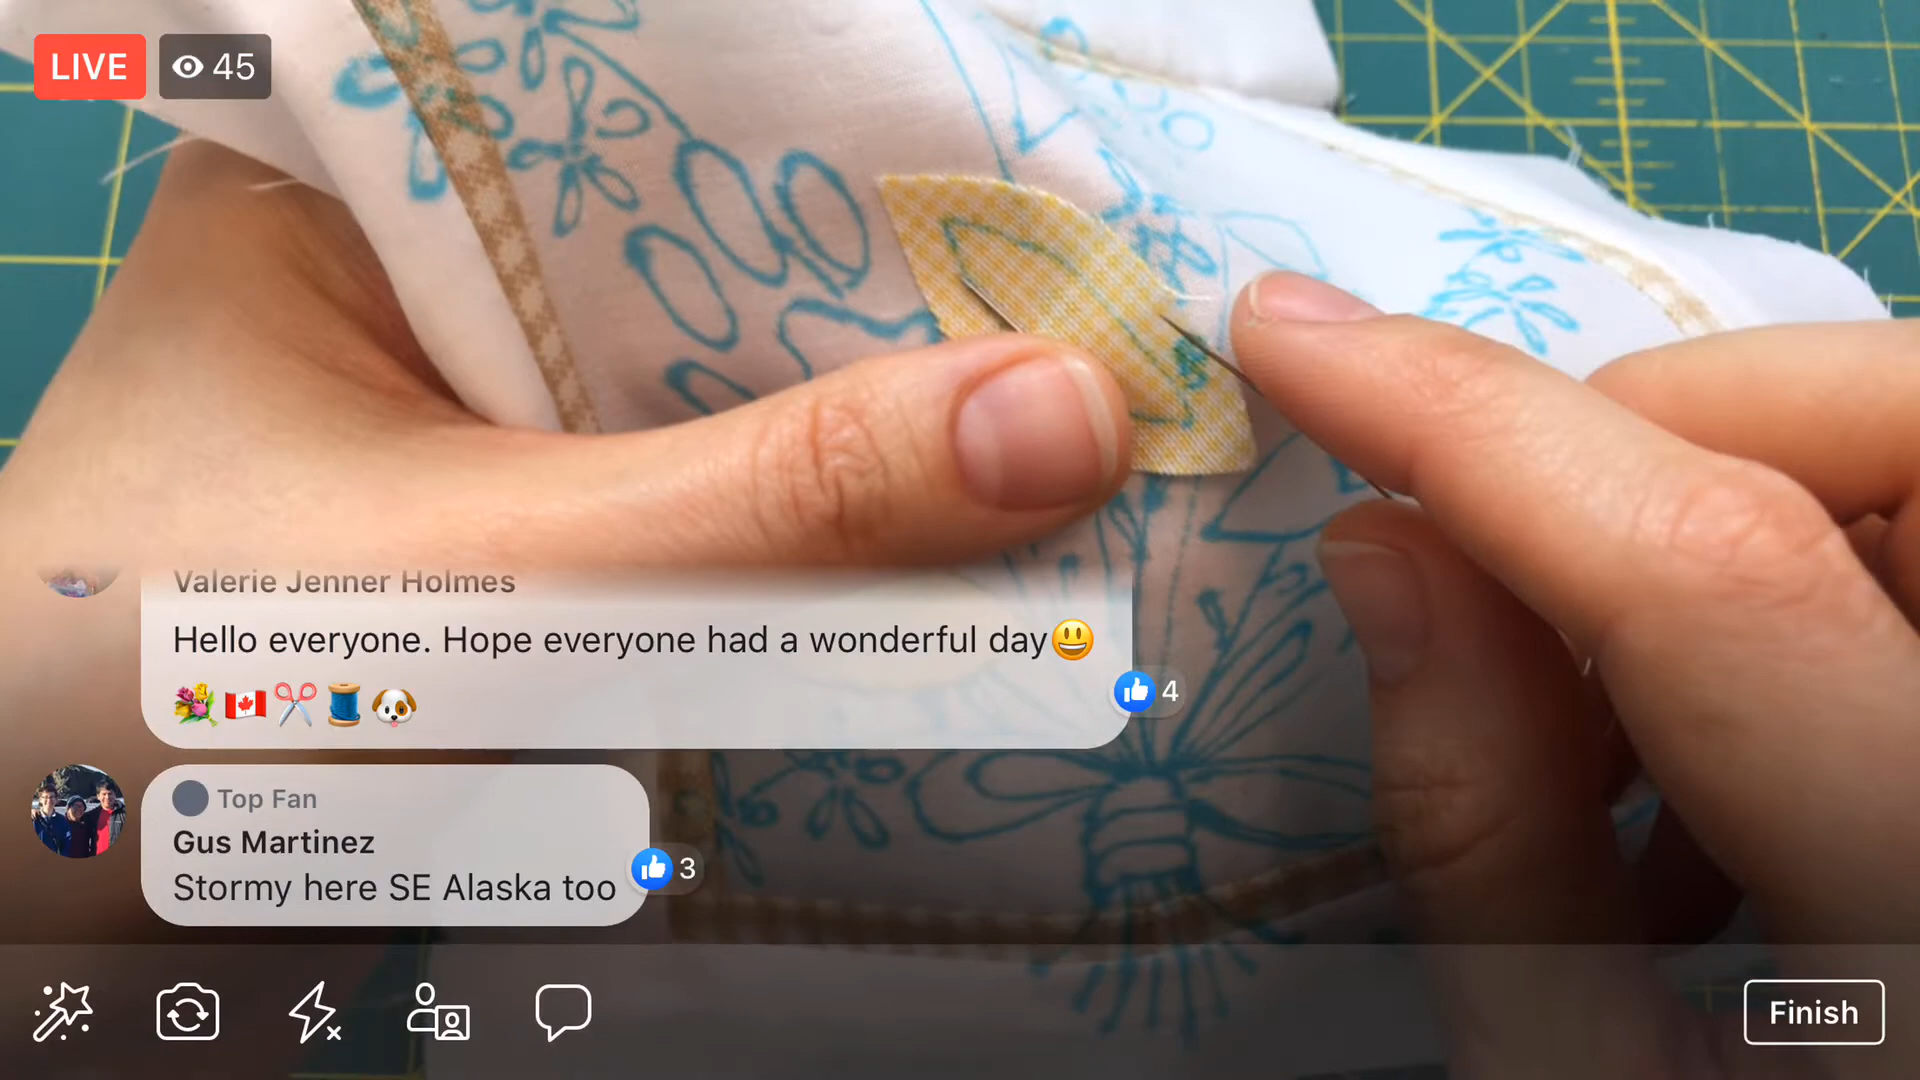 LIVE 45
Valerie Jenner Holmes
Hello everyone. Hope everyone had a wonderful day😃
💐🇨🇦✂️🧵🐶
4
Top Fan
Gus Martinez
Stormy here SE Alaska too
3
Finish